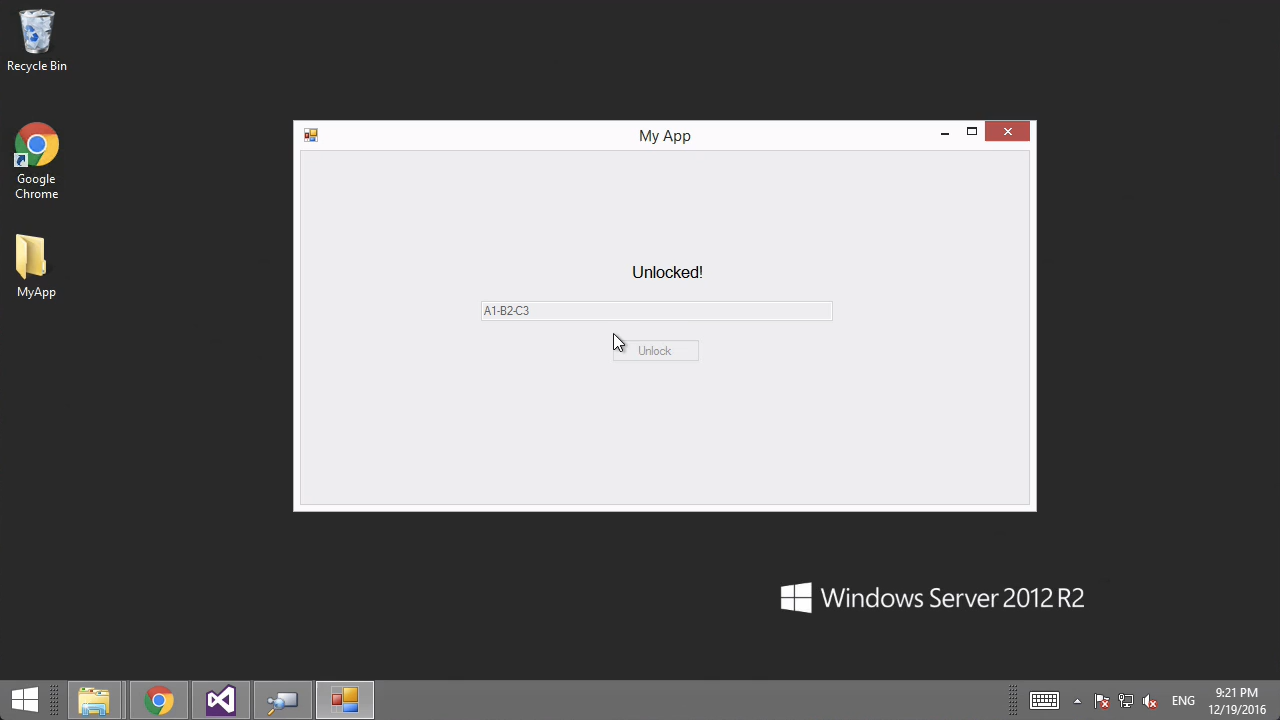 Recycle Bin
Google
Chrome
MyApp
My App
Unlocked!
A1-B2-C3
Unlock
Windows Server 2012 R2
ENG
9:21 PM
12/19/2016